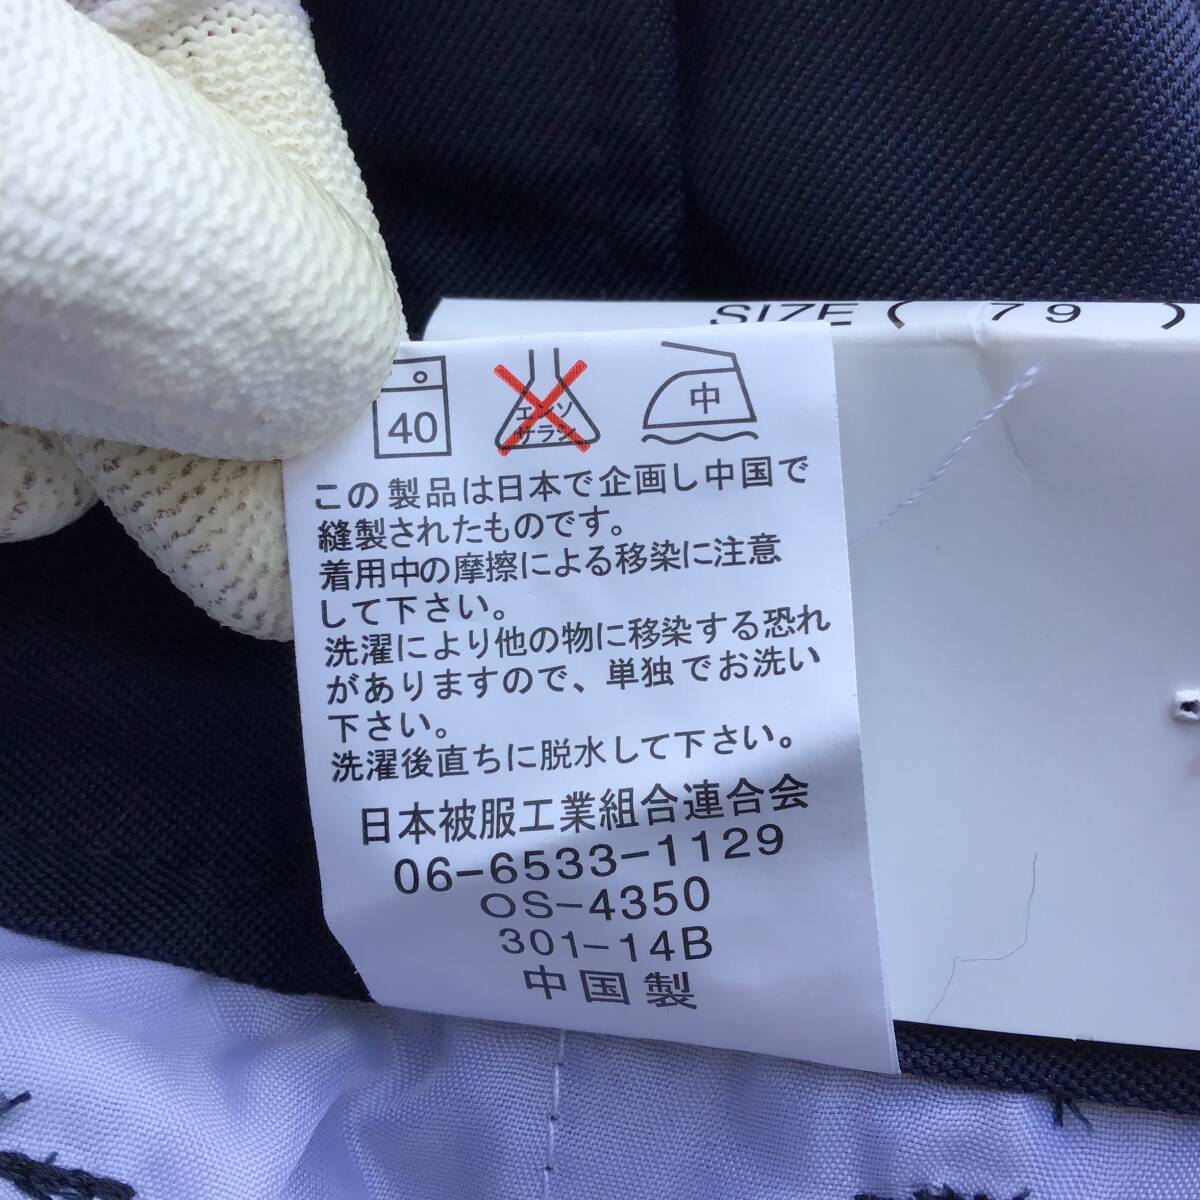 SIZE ( 79 )
40
エンソ
サラシ
中
この製品は日本で企画し中国で
縫製されたものです。
着用中の摩擦による移染に注意
して下さい。
洗濯により他の物に移染する恐れ
がありますので、単独でお洗い
下さい。
洗濯後直ちに脱水して下さい。
日本被服工業組合連合会
06-6533-1129
OS-4350
301-14B
中国製